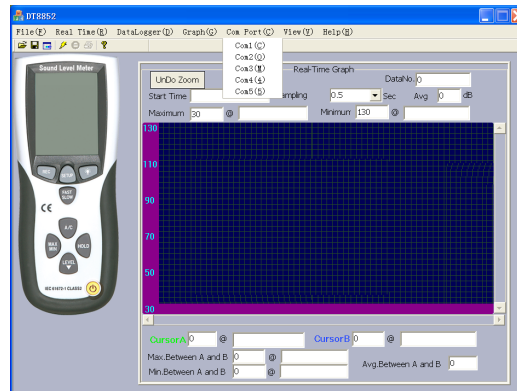 DT8852
File(F) Real Time(R) DataLogger(D) Graph(G) Com Port(C) View(V) Help(H)
Com1(C)
Com2(O)
Com3(M)
Com4(4)
Com5(5)
Sound Level Meter
REC SETUP
FAST SLOW
A/C
MAX MIN HOLD
LEVEL
CE
IEC 61672-1 CLASS2
Real-Time Graph
UnDo Zoom DataNo. 0
Start Time ampling 0.5 Sec Avg 0 dB
Maximum 30 @ Minimum 130 @
130
110
90
70
50
30
CursorA 0 @ CursorB 0 @
Max.Between A and B 0 @
Min.Between A and B 0 @
Avg.Between A and B 0